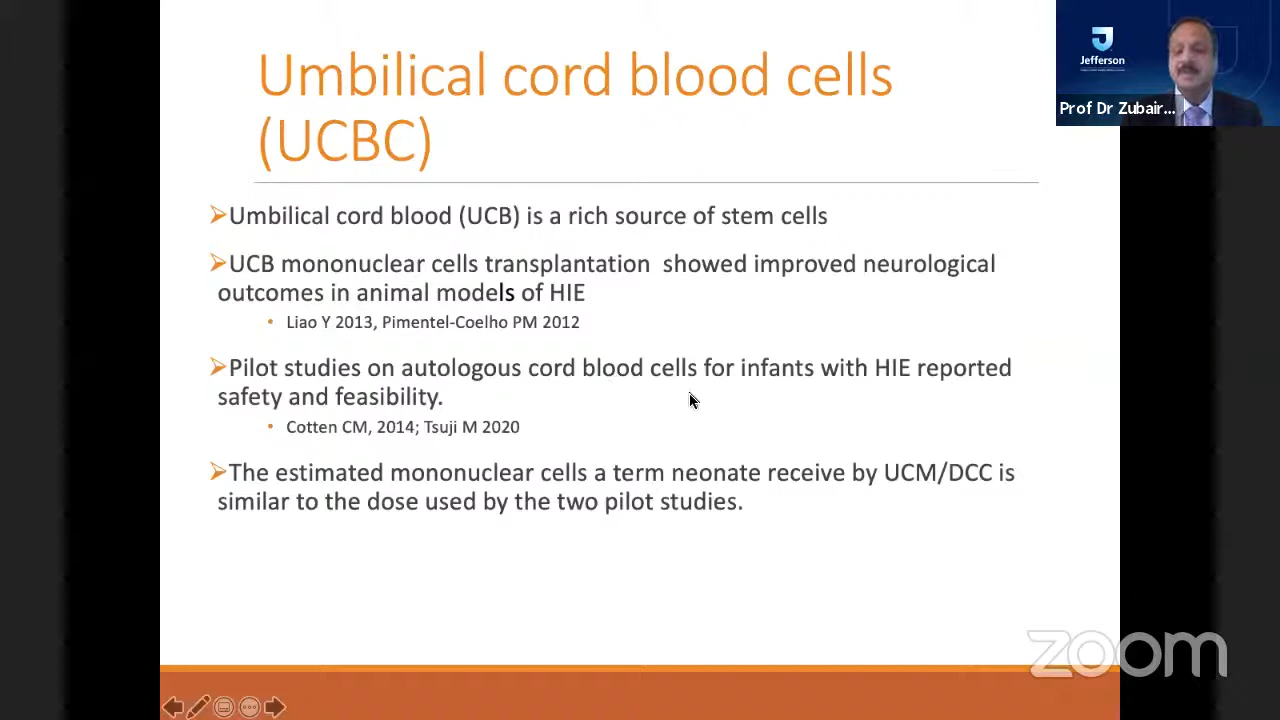 Umbilical cord blood cells
(UCBC)
Jefferson
Prof Dr Zubair...
➢Umbilical cord blood (UCB) is a rich source of stem cells
➢UCB mononuclear cells transplantation showed improved neurological
outcomes in animal models of HIE
• Liao Y 2013, Pimentel-Coelho PM 2012
➢Pilot studies on autologous cord blood cells for infants with HIE reported
safety and feasibility.
• Cotten CM, 2014; Tsuji M 2020
➢The estimated mononuclear cells a term neonate receive by UCM/DCC is
similar to the dose used by the two pilot studies.
zoom